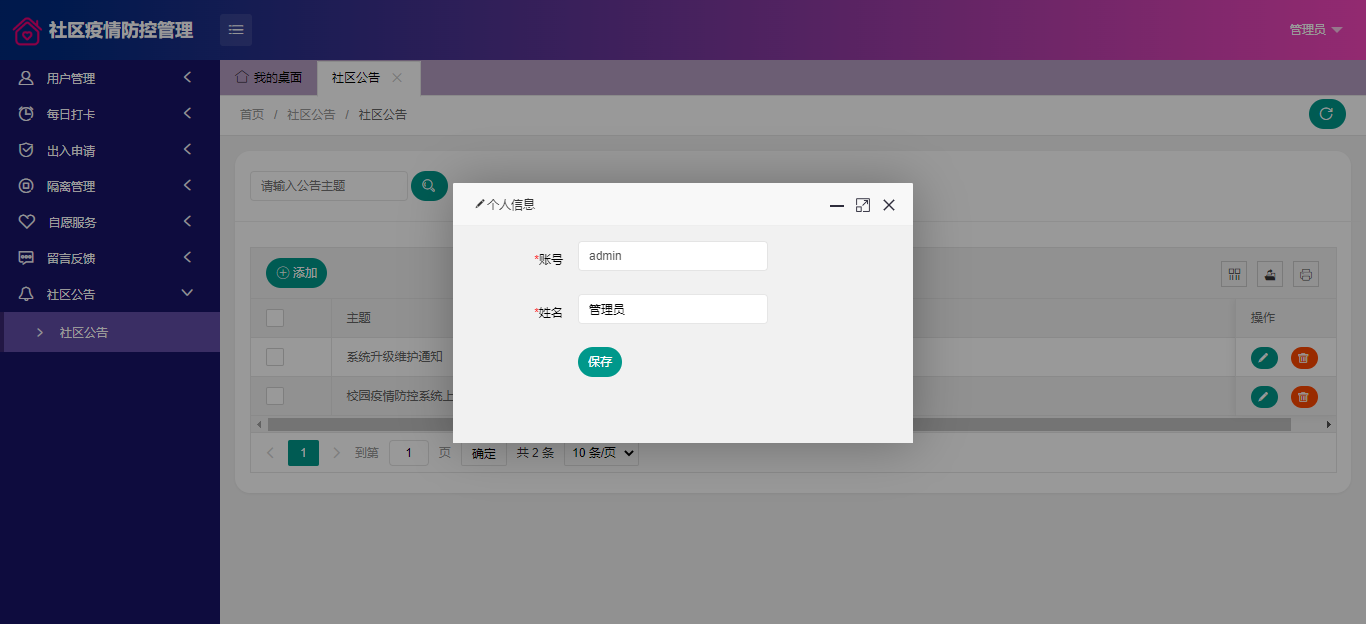 社区疫情防控管理
管理员
用户管理
每日打卡
出入申请
隔离管理
自愿服务
留言反馈
社区公告
社区公告
我的桌面
社区公告
首页 / 社区公告 / 社区公告
请输入公告主题
添加
主题
操作
系统升级维护通知
校园疫情防控系统上
1
到第
1
页
确定
共 2 条
10 条/页
个人信息
*账号
admin
*姓名
管理员
保存